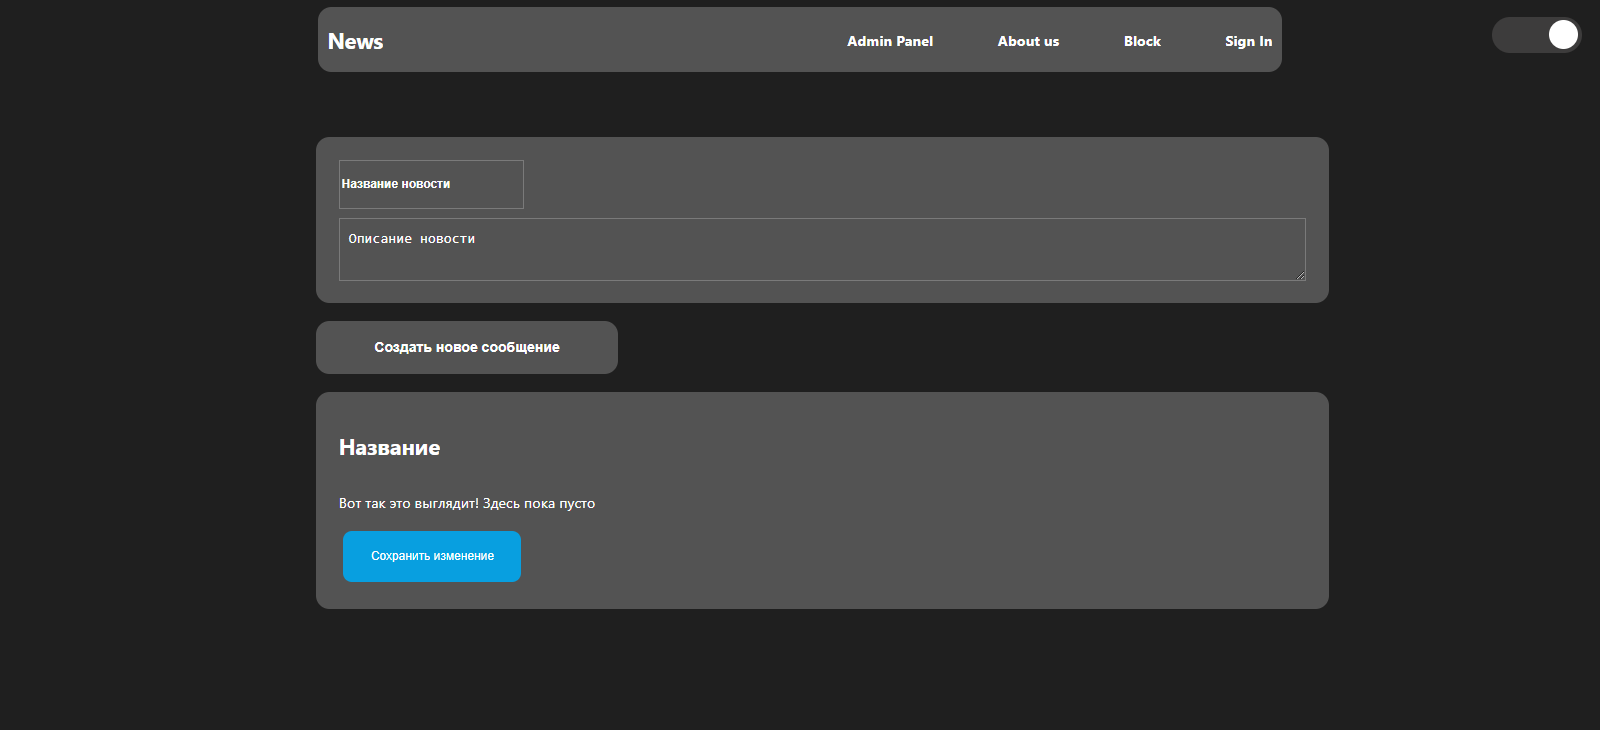 News Admin Panel About us Block Sign In
Название новости
Описание новости
Создать новое сообщение
Название
Вот так это выглядит! Здесь пока пусто
Сохранить изменение